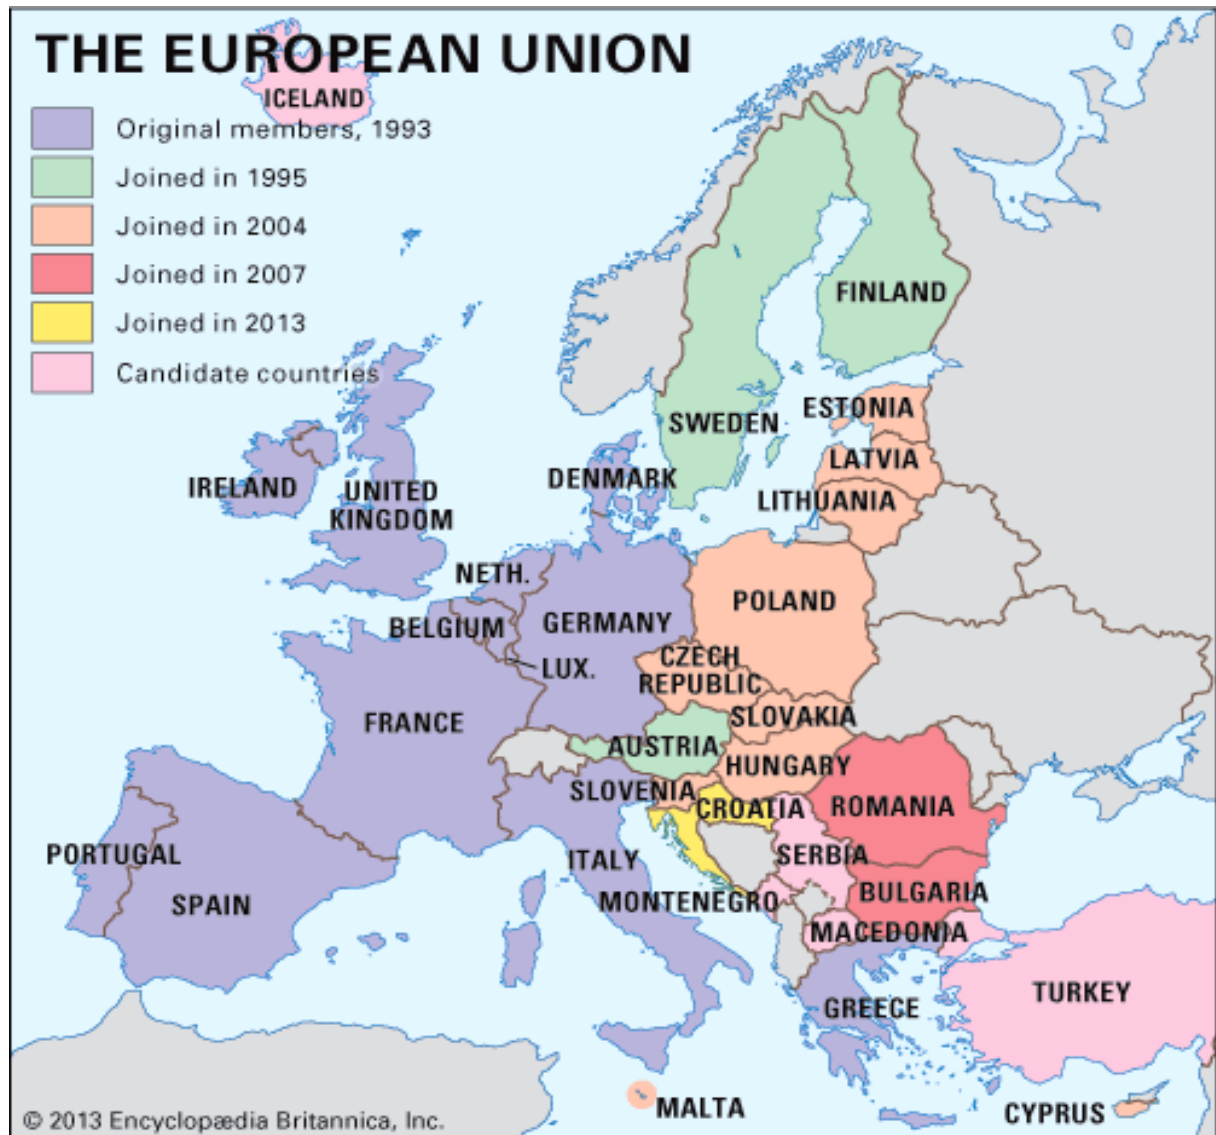 THE EUROPEAN UNION
ICELAND
Original members, 1993
Joined in 1995
Joined in 2004
Joined in 2007
Joined in 2013
Candidate countries
FINLAND
SWEDEN
ESTONIA
LATVIA
LITHUANIA
DENMARK
IRELAND
UNITED
KINGDOM
NETH.
BELGIUM
GERMANY
POLAND
LUX.
CZECH
REPUBLIC
SLOVAKIA
FRANCE
AUSTRIA
HUNGARY
SLOVENIA
CROATIA
ROMANIA
PORTUGAL
SPAIN
ITALY
SERBIA
MONTENEGRO
BULGARIA
MACEDONIA
TURKEY
GREECE
MALTA
CYPRUS
© 2013 Encyclopædia Britannica, Inc.